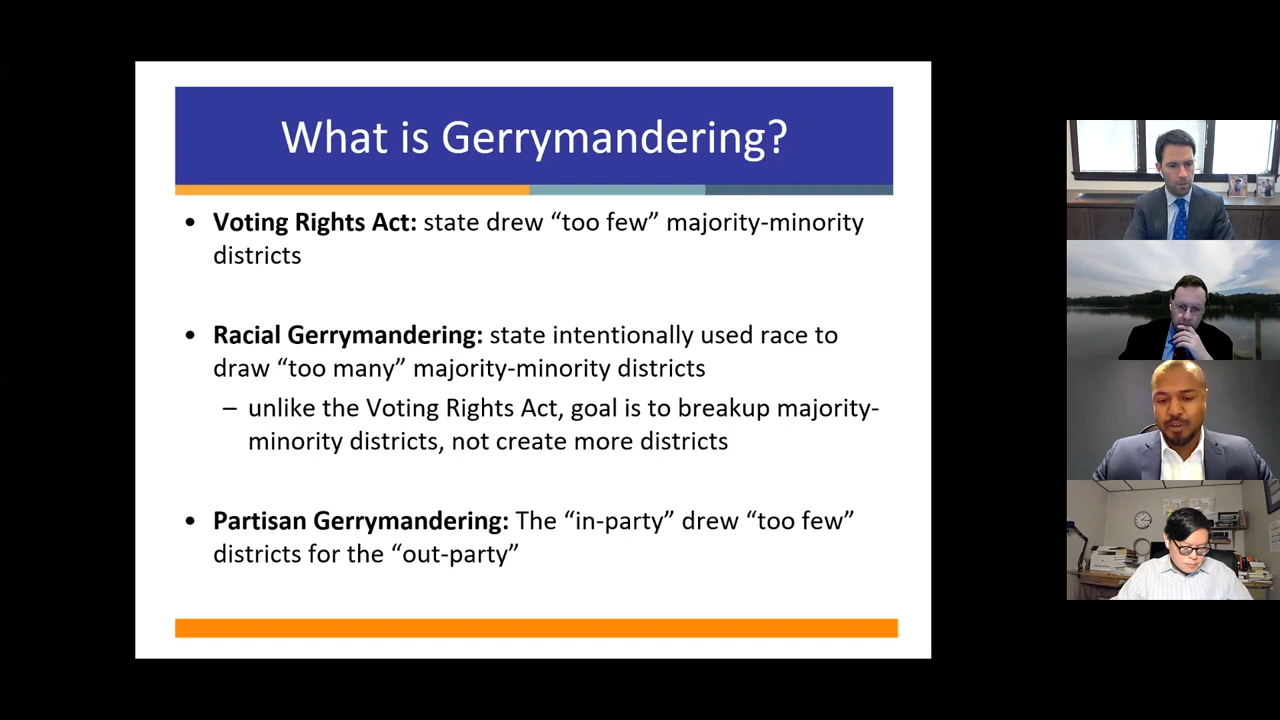 What is Gerrymandering?
• Voting Rights Act: state drew “too few” majority-minority
districts
• Racial Gerrymandering: state intentionally used race to
draw “too many” majority-minority districts
– unlike the Voting Rights Act, goal is to breakup majority-
minority districts, not create more districts
• Partisan Gerrymandering: The “in-party” drew “too few”
districts for the “out-party”